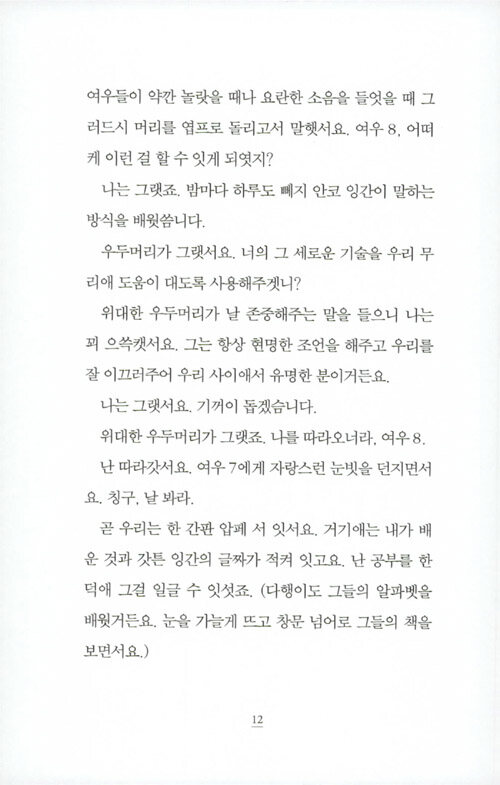 여우들이 약깐 놀랏을 때나 요란한 소음을 들엇을 때 그
러드시 머리를 엽프로 돌리고서 말햇서요. 여우 8, 어떠
케 이런 걸 할 수 잇게 되엿지?
나는 그랫죠. 밤마다 하루도 빼지 안코 잉간이 말하는
방식을 배웟씀니다.
우두머리가 그랫서요. 너의 그 세로운 기술을 우리 무
리애 도움이 대도록 사용해주겟니?
위대한 우두머리가 날 존중해주는 말을 들으니 나는
꾀 으쓱캣서요. 그는 항상 현명한 조언을 해주고 우리를
잘 이끄러주어 우리 사이애서 유명한 분이거든요.
나는 그랫서요. 기꺼이 돕겠슴니다.
위대한 우두머리가 그랫죠. 나를 따라오너라, 여우 8.
난 따라갓서요. 여우 7에게 자랑스런 눈빗을 던지면서
요. 칭구, 날 봐라.
곧 우리는 한 간판 압페 서 잇서요. 거기애는 내가 배
운 것과 갓튼 잉간의 글짜가 적켜 잇고요. 난 공부를 한
덕애 그걸 일글 수 잇섯죠. (다행이도 그들의 알파벳을
배웟거든요. 눈을 가늘게 뜨고 창문 넘어로 그들의 책을
보면서요.)
12